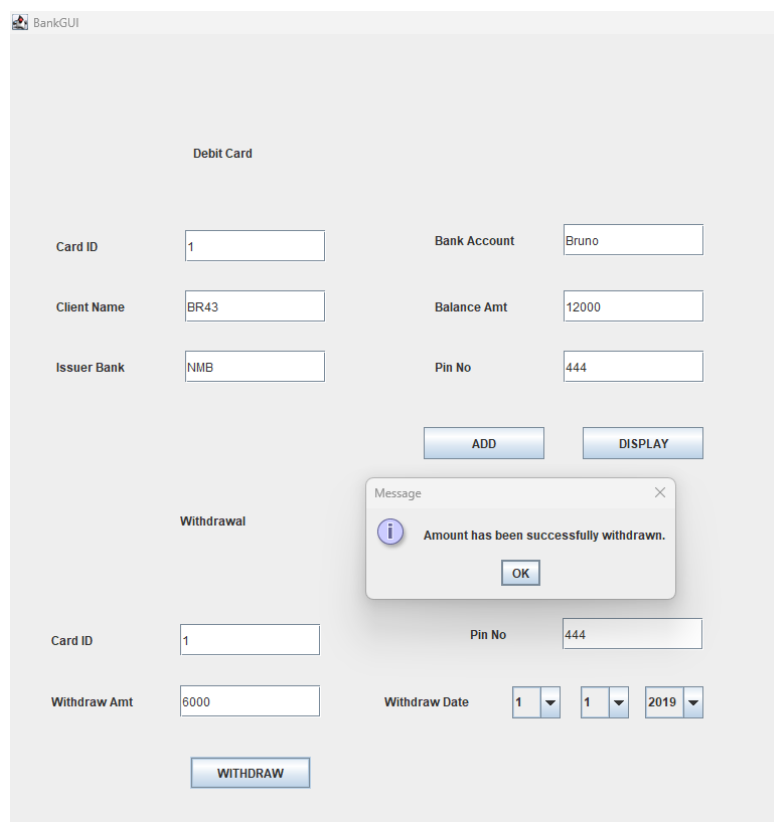 BankGUI
Debit Card
Card ID 1 Bank Account Bruno
Client Name BR43 Balance Amt 12000
Issuer Bank NMB Pin No 444
ADD DISPLAY
Message
Withdrawal
i Amount has been successfully withdrawn.
OK
Card ID 1 Pin No 444
Withdraw Amt 6000 Withdraw Date 1 1 2019
WITHDRAW